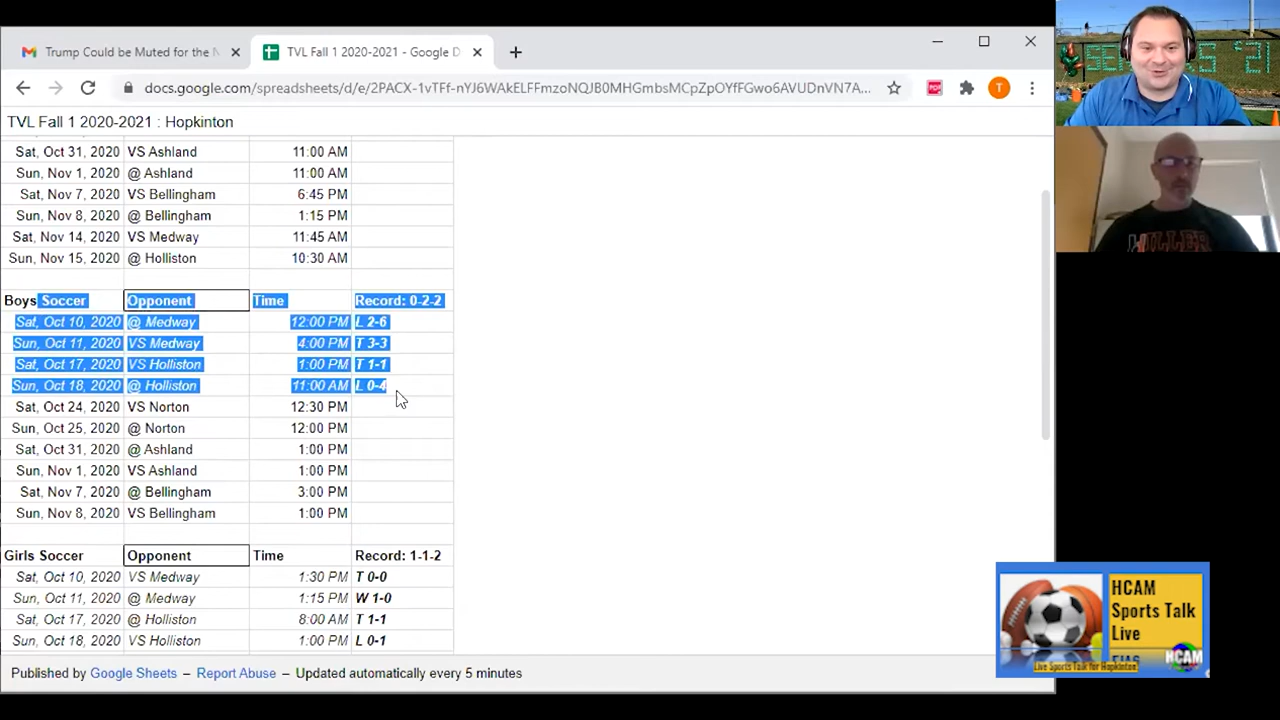 Trump Could be Muted for the N
TVL Fall 1 2020-2021 - Google D
docs.google.com/spreadsheets/d/e/2PACX-1vTFf-nYJ6WAkELFFmzoNQJB0MHGmbsMCpZpOYfFGwo6AVUDnVN7A...
PDF
T
TVL Fall 1 2020-2021 : Hopkinton
Sat, Oct 31, 2020 VS Ashland 11:00 AM
Sun, Nov 1, 2020 @ Ashland 11:00 AM
Sat, Nov 7, 2020 VS Bellingham 6:45 PM
Sun, Nov 8, 2020 @ Bellingham 1:15 PM
Sat, Nov 14, 2020 VS Medway 11:45 AM
Sun, Nov 15, 2020 @ Holliston 10:30 AM
Boys Soccer Opponent Time Record: 0-2-2
Sat, Oct 10, 2020 @ Medway 12:00 PM L 2-6
Sun, Oct 11, 2020 VS Medway 4:00 PM T 3-3
Sat, Oct 17, 2020 VS Holliston 1:00 PM T 1-1
Sun, Oct 18, 2020 @ Holliston 11:00 AM L 0-4
Sat, Oct 24, 2020 VS Norton 12:30 PM
Sun, Oct 25, 2020 @ Norton 12:00 PM
Sat, Oct 31, 2020 @ Ashland 1:00 PM
Sun, Nov 1, 2020 VS Ashland 1:00 PM
Sat, Nov 7, 2020 @ Bellingham 3:00 PM
Sun, Nov 8, 2020 VS Bellingham 1:00 PM
Girls Soccer Opponent Time Record: 1-1-2
Sat, Oct 10, 2020 VS Medway 1:30 PM T 0-0
Sun, Oct 11, 2020 @ Medway 1:15 PM W 1-0
Sat, Oct 17, 2020 @ Holliston 8:00 AM T 1-1
Sun, Oct 18, 2020 VS Holliston 1:00 PM L 0-1
Published by Google Sheets – Report Abuse – Updated automatically every 5 minutes
HCAM
Sports Talk
Live
Live Sports Talk for Hopkinton
HCAM